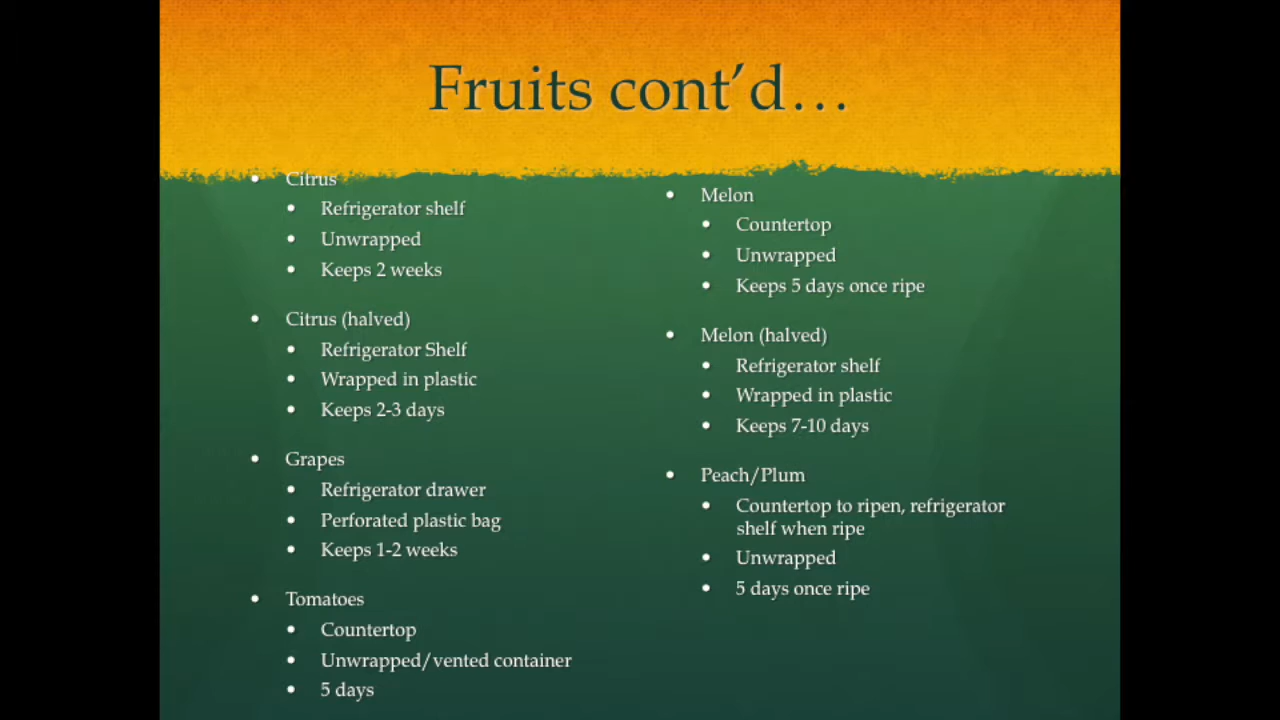 Fruits cont’d…
• Citrus
• Refrigerator shelf
• Unwrapped
• Keeps 2 weeks
• Citrus (halved)
• Refrigerator Shelf
• Wrapped in plastic
• Keeps 2-3 days
• Grapes
• Refrigerator drawer
• Perforated plastic bag
• Keeps 1-2 weeks
• Tomatoes
• Countertop
• Unwrapped/vented container
• 5 days
• Melon
• Countertop
• Unwrapped
• Keeps 5 days once ripe
• Melon (halved)
• Refrigerator shelf
• Wrapped in plastic
• Keeps 7-10 days
• Peach/Plum
• Countertop to ripen, refrigerator
shelf when ripe
• Unwrapped
• 5 days once ripe